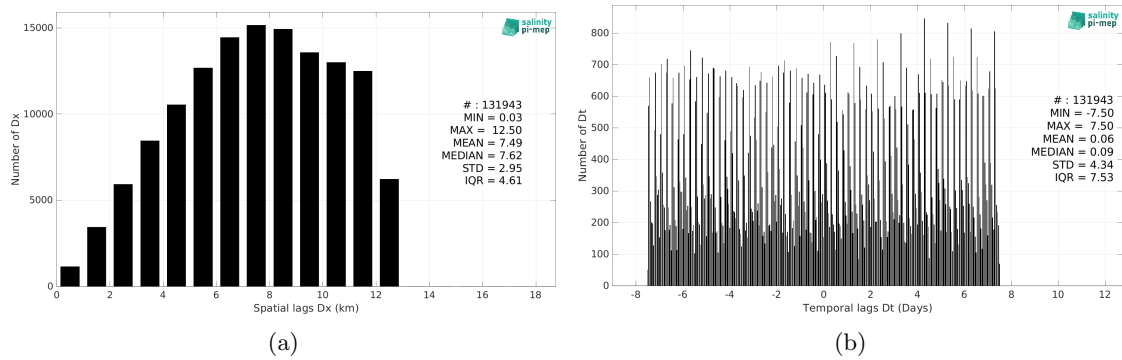 salinity
pi-mep
Number of Dx
15000
10000
5000
0
# : 131943
MIN = 0.03
MAX = 12.50
MEAN = 7.49
MEDIAN = 7.62
STD = 2.95
IQR = 4.61
0 2 4 6 8 10 12 14 16 18
Spatial lags Dx (km)
(a)
salinity
pi-mep
Number of Dt
800
700
600
500
400
300
200
100
0
# : 131943
MIN = -7.50
MAX = 7.50
MEAN = 0.06
MEDIAN = 0.09
STD = 4.34
IQR = 7.53
-8 -6 -4 -2 0 2 4 6 8 10 12
Temporal lags Dt (Days)
(b)